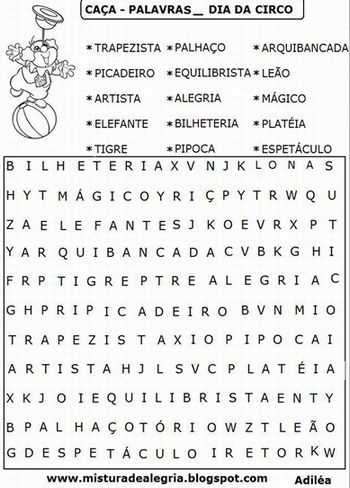 CAÇA - PALAVRAS_ DIA DA CIRCO
* TRAPEZISTA * PALHAÇO * ARQUIBANCADA
* PICADEIRO * EQUILIBRISTA * LEÃO
* ARTISTA * ALEGRIA * MÁGICO
* ELEFANTE * BILHETERIA * PLATÉIA
* TIGRE * PIPOCA * ESPETÁCULO
B I L H E T E R I A X V N J K L O N A S
H Y T M Á G I C O Y R I Ç P Y T R W Q U
Z A E L E F A N T E S J K O E V R X P T
Y A R Q U I B A N C A D A C V B K G H I
F R P T I G R E P T R E A L E G R I A C
G H P R I P I C A D E I R O B V N M I O
T R A P E Z I S T A X I O P I P O C A I
A R T I S T A H J L S V C P L A T É I A
X K J O I E Q U I L I B R I S T A E N T Y
B P A L H A Ç O T Ó R I O W Z T L E Ã O
G D E S P E T Á C U L O I R E T O R K W
www.misturadealegria.blogspot.com Adiléa